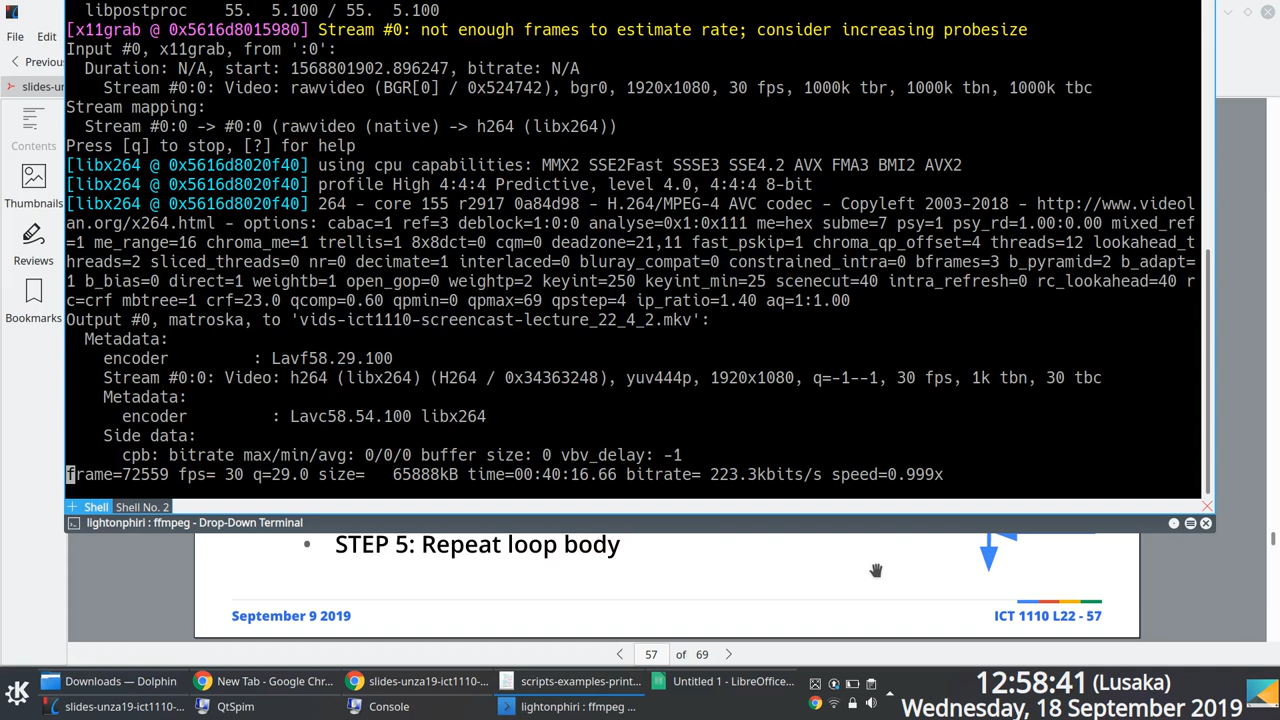 libpostproc    55.  5.100 / 55.  5.100
[x11grab @ 0x5616d8015980] Stream #0: not enough frames to estimate rate; consider increasing probesize
Input #0, x11grab, from ':0':
Duration: N/A, start: 1568801902.896247, bitrate: N/A
Stream #0:0: Video: rawvideo (BGR[0] / 0x524742), bgr0, 1920x1080, 30 fps, 1000k tbr, 1000k tbn, 1000k tbc
Stream mapping:
Stream #0:0 -> #0:0 (rawvideo (native) -> h264 (libx264))
Press [q] to stop, [?] for help
[libx264 @ 0x5616d8020f40] using cpu capabilities: MMX2 SSE2Fast SSSE3 SSE4.2 AVX FMA3 BMI2 AVX2
[libx264 @ 0x5616d8020f40] profile High 4:4:4 Predictive, level 4.0, 4:4:4 8-bit
[libx264 @ 0x5616d8020f40] 264 - core 155 r2917 0a84d98 - H.264/MPEG-4 AVC codec - Copyleft 2003-2018 - http://www.videol
an.org/x264.html - options: cabac=1 ref=3 deblock=1:0:0 analyse=0x1:0x111 me=hex subme=7 psy=1 psy_rd=1.00:0.00 mixed_ref
=1 me_range=16 chroma_me=1 trellis=1 8x8dct=0 cqm=0 deadzone=21,11 fast_pskip=1 chroma_qp_offset=4 threads=12 lookahead_t
hreads=2 sliced_threads=0 nr=0 decimate=1 interlaced=0 bluray_compat=0 constrained_intra=0 bframes=3 b_pyramid=2 b_adapt=
1 b_bias=0 direct=1 weightb=1 open_gop=0 weightp=2 keyint=250 keyint_min=25 scenecut=40 intra_refresh=0 rc_lookahead=40 r
c=crf mbtree=1 crf=23.0 qcomp=0.60 qpmin=0 qpmax=69 qpstep=4 ip_ratio=1.40 aq=1:1.00
Output #0, matroska, to 'vids-ict1110-screencast-lecture_22_4_2.mkv':
Metadata:
encoder         : Lavf58.29.100
Stream #0:0: Video: h264 (libx264) (H264 / 0x34363248), yuv444p, 1920x1080, q=-1--1, 30 fps, 1k tbn, 30 tbc
Metadata:
encoder         : Lavc58.54.100 libx264
Side data:
cpb: bitrate max/min/avg: 0/0/0 buffer size: 0 vbv_delay: -1
frame=72559 fps= 30 q=29.0 size=   65888kB time=00:40:16.66 bitrate= 223.3kbits/s speed=0.999x
Shell Shell No. 2
lightonphiri : ffmpeg - Drop-Down Terminal
File Edit
Previou
slides-un
Contents
Thumbnails
Reviews
Bookmarks
• STEP 5: Repeat loop body
September 9 2019 ICT 1110 L22 - 57
57 of 69
Downloads — Dolphin New Tab - Google Chr... slides-unza19-ict1110-... scripts-examples-print... Untitled 1 - LibreOffice...
slides-unza19-ict1110-... QtSpim Console lightonphiri : ffmpeg ...
12:58:41 (Lusaka)
Wednesday, 18 September 2019